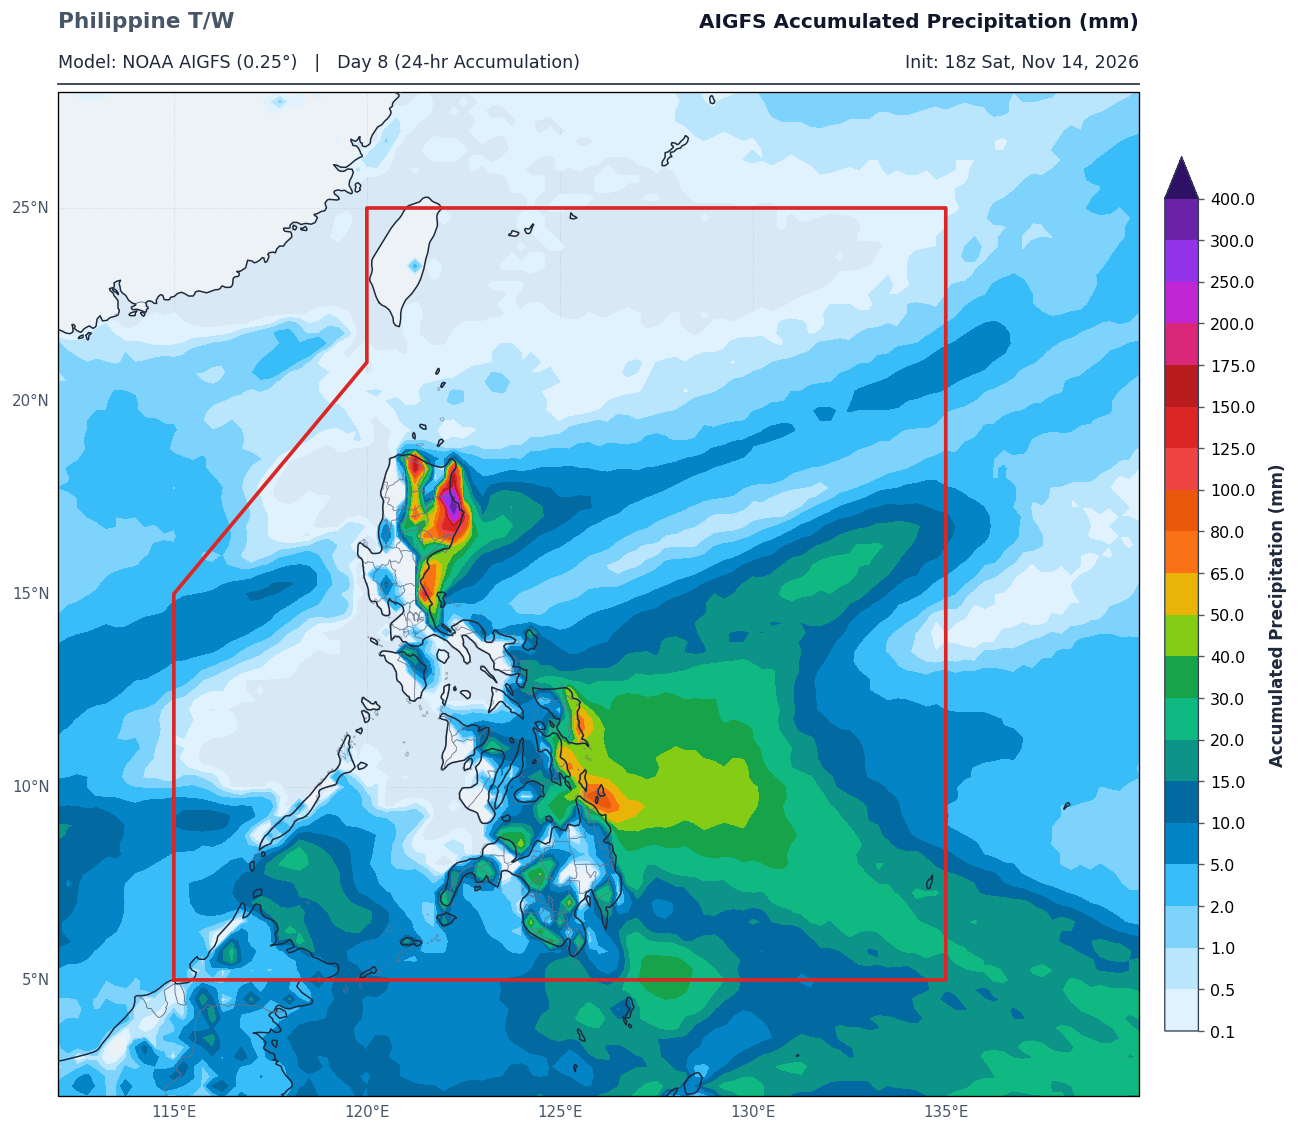 Philippine T/W
AIGFS Accumulated Precipitation (mm)
Model: NOAA AIGFS (0.25°)   |   Day 8 (24-hr Accumulation)
Init: 18z Sat, Nov 14, 2026
25°N
20°N
15°N
10°N
5°N
115°E
120°E
125°E
130°E
135°E
400.0
300.0
250.0
200.0
175.0
150.0
125.0
100.0
80.0
65.0
50.0
40.0
30.0
20.0
15.0
10.0
5.0
2.0
1.0
0.5
0.1
Accumulated Precipitation (mm)